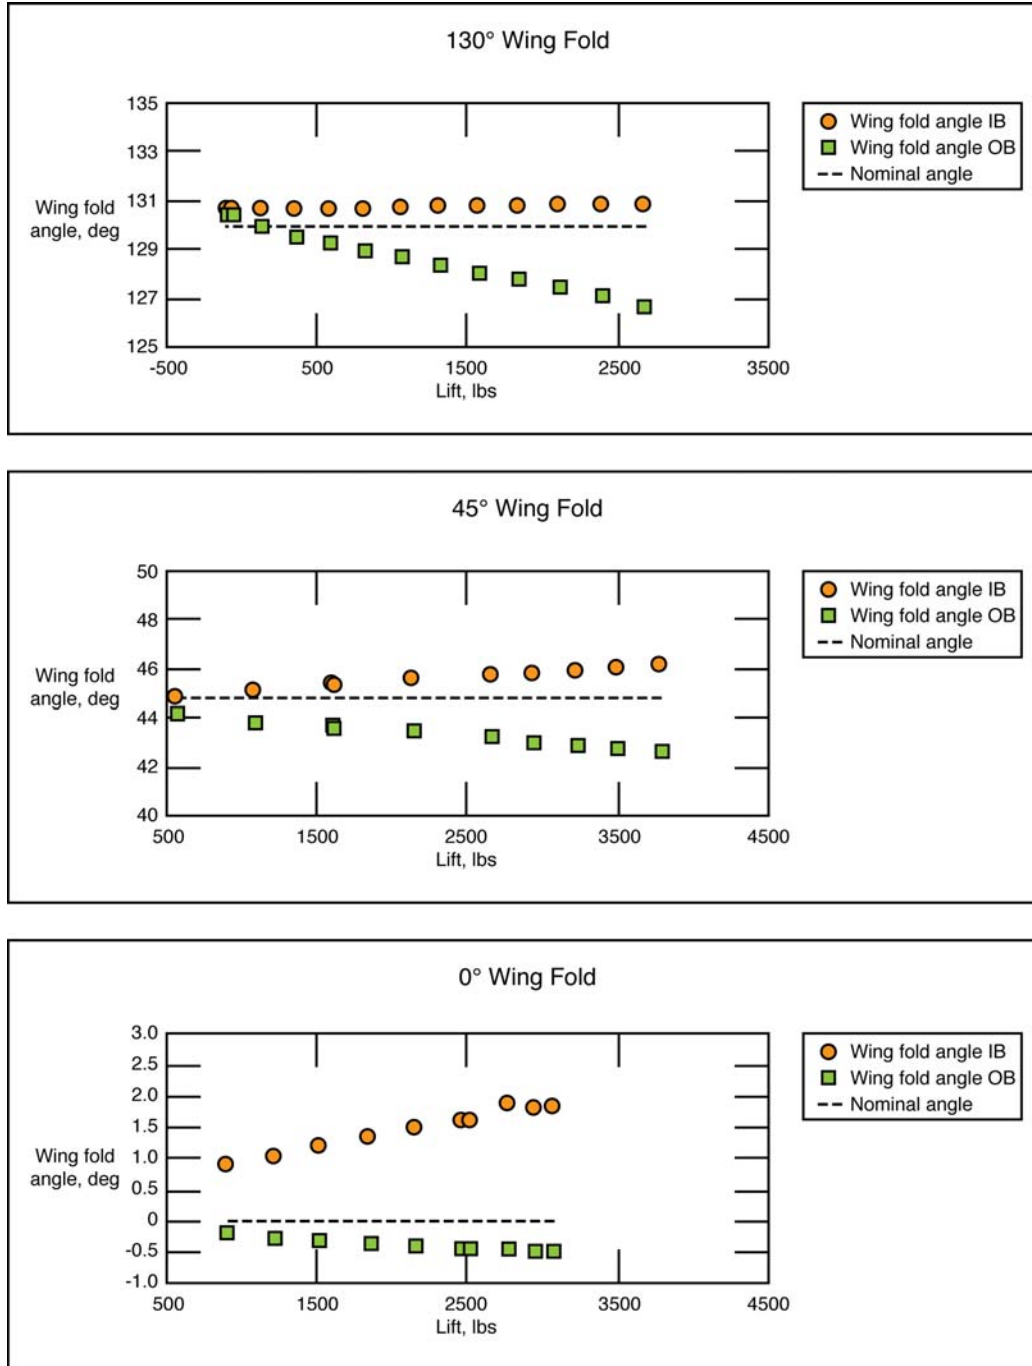 130° Wing Fold
135
133
131
129
127
125
Wing fold
angle, deg
-500
500
1500
2500
3500
Lift, lbs
Wing fold angle IB
Wing fold angle OB
Nominal angle
45° Wing Fold
50
48
46
44
42
40
Wing fold
angle, deg
500
1500
2500
3500
4500
Lift, lbs
Wing fold angle IB
Wing fold angle OB
Nominal angle
0° Wing Fold
3.0
2.5
2.0
1.5
1.0
0.5
0
-0.5
-1.0
Wing fold
angle, deg
500
1500
2500
3500
4500
Lift, lbs
Wing fold angle IB
Wing fold angle OB
Nominal angle